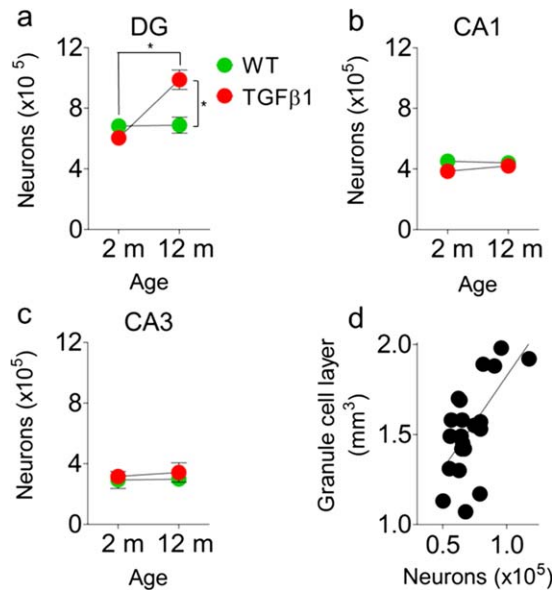 a
DG
12
8
4
0
Neurons (x10 5)
*
*
2 m 12 m
Age
WT
TGFβ1
b
CA1
12
8
4
0
Neurons (x10⁵)
2 m 12 m
Age
c
CA3
12
8
4
0
Neurons (x10⁵)
2 m 12 m
Age
d
2.0
1.5
1.0
Granule cell layer
(mm³)
0.5 1.0
Neurons (x10⁵)